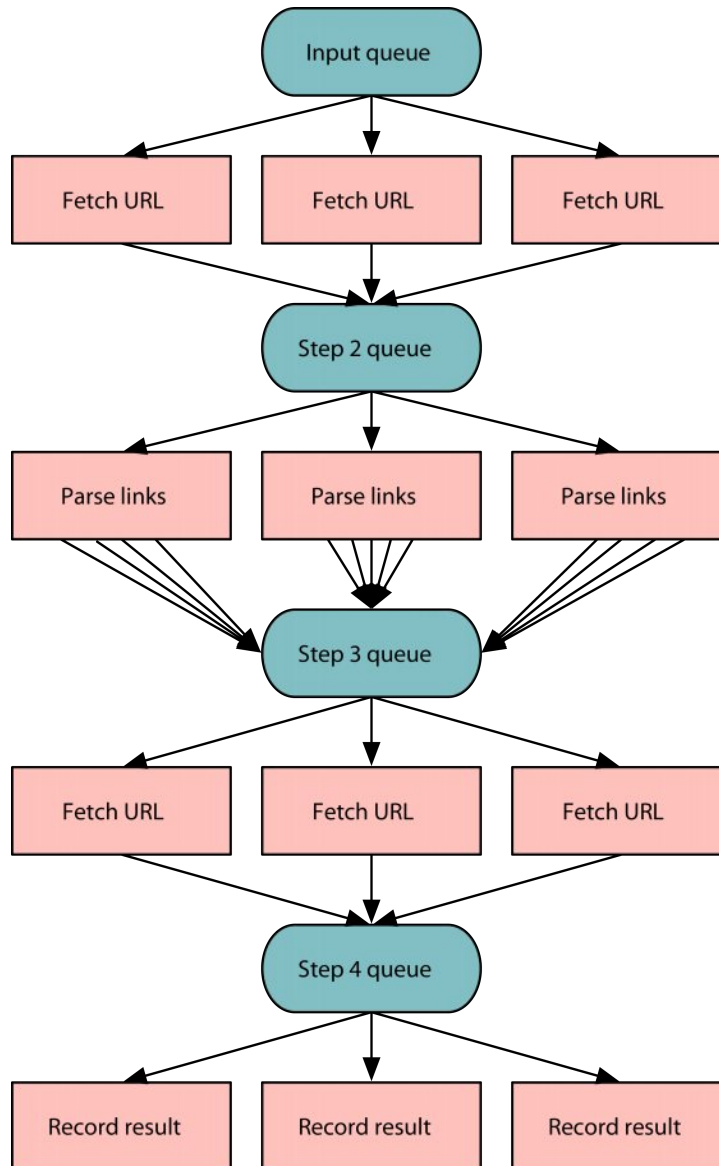 Input queue
Fetch URL
Fetch URL
Fetch URL
Step 2 queue
Parse links
Parse links
Parse links
Step 3 queue
Fetch URL
Fetch URL
Fetch URL
Step 4 queue
Record result
Record result
Record result